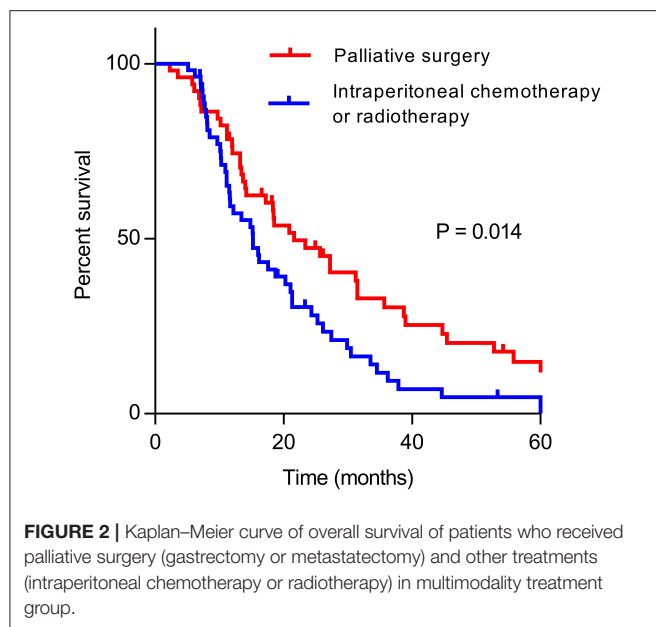 Palliative surgery
Intraperitoneal chemotherapy
or radiotherapy
P = 0.014
Percent survival
100
50
0
0 20 40 60
Time (months)
FIGURE 2 | Kaplan–Meier curve of overall survival of patients who received
palliative surgery (gastrectomy or metastatectomy) and other treatments
(intraperitoneal chemotherapy or radiotherapy) in multimodality treatment
group.